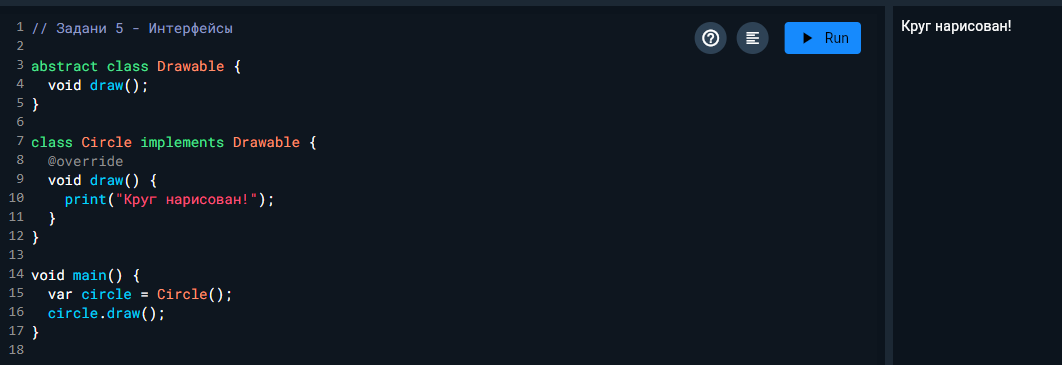 1 // Задани 5 - Интерфейсы
2
3 abstract class Drawable {
4   void draw();
5 }
6
7 class Circle implements Drawable {
8   @override
9   void draw() {
10     print("Круг нарисован!");
11   }
12 }
13
14 void main() {
15   var circle = Circle();
16   circle.draw();
17 }
18
Run
Круг нарисован!